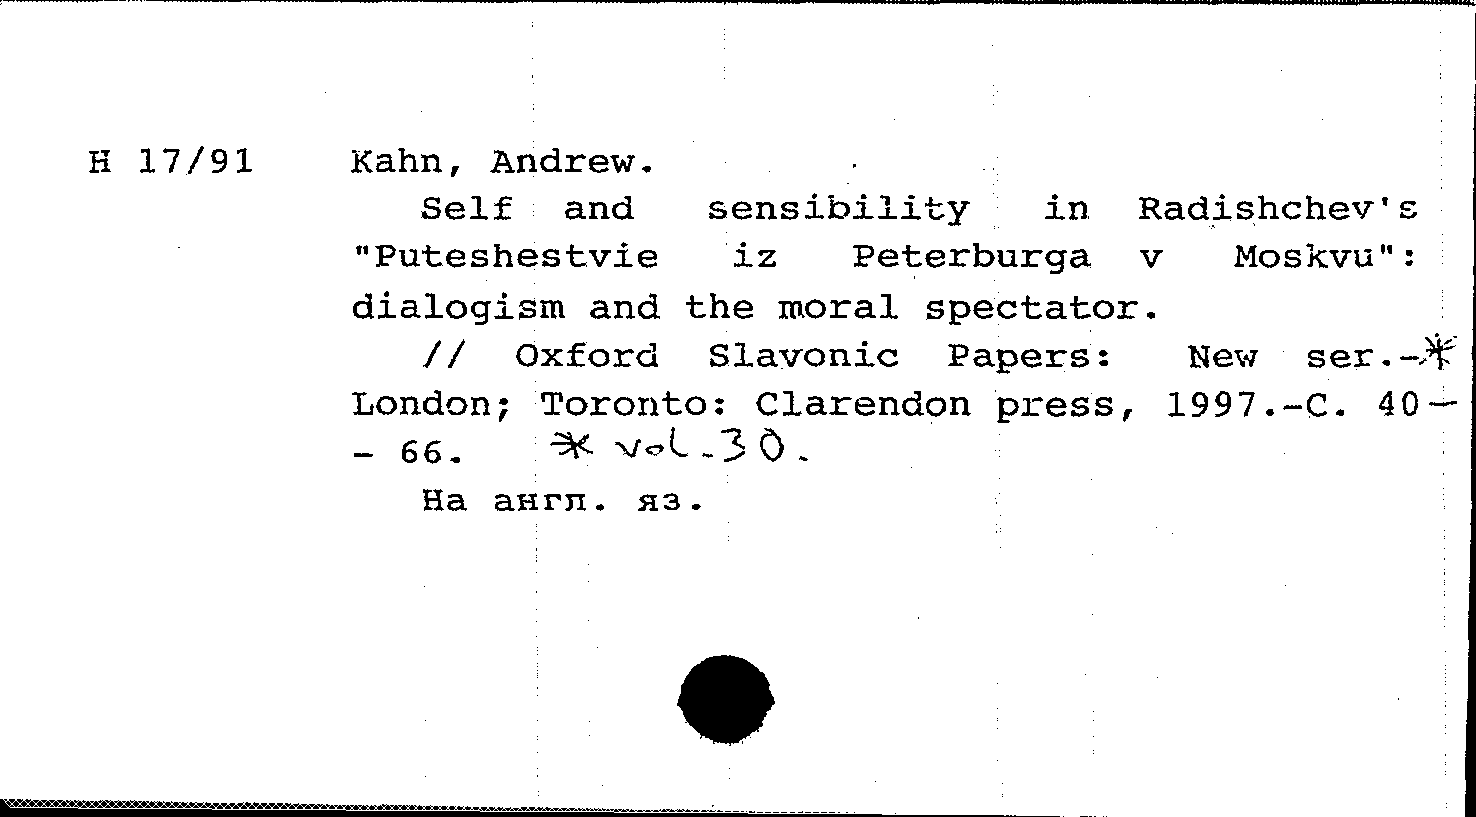 Н 17/91 Kahn, Andrew.
Self and sensibility in Radishchev's
"Puteshestvie iz Peterburga v Moskvu":
dialogism and the moral spectator.
// Oxford Slavonic Papers: New ser.-*
London; Toronto: Clarendon press, 1997.-С. 40-
- 66. * vol.30.
На англ. яз.